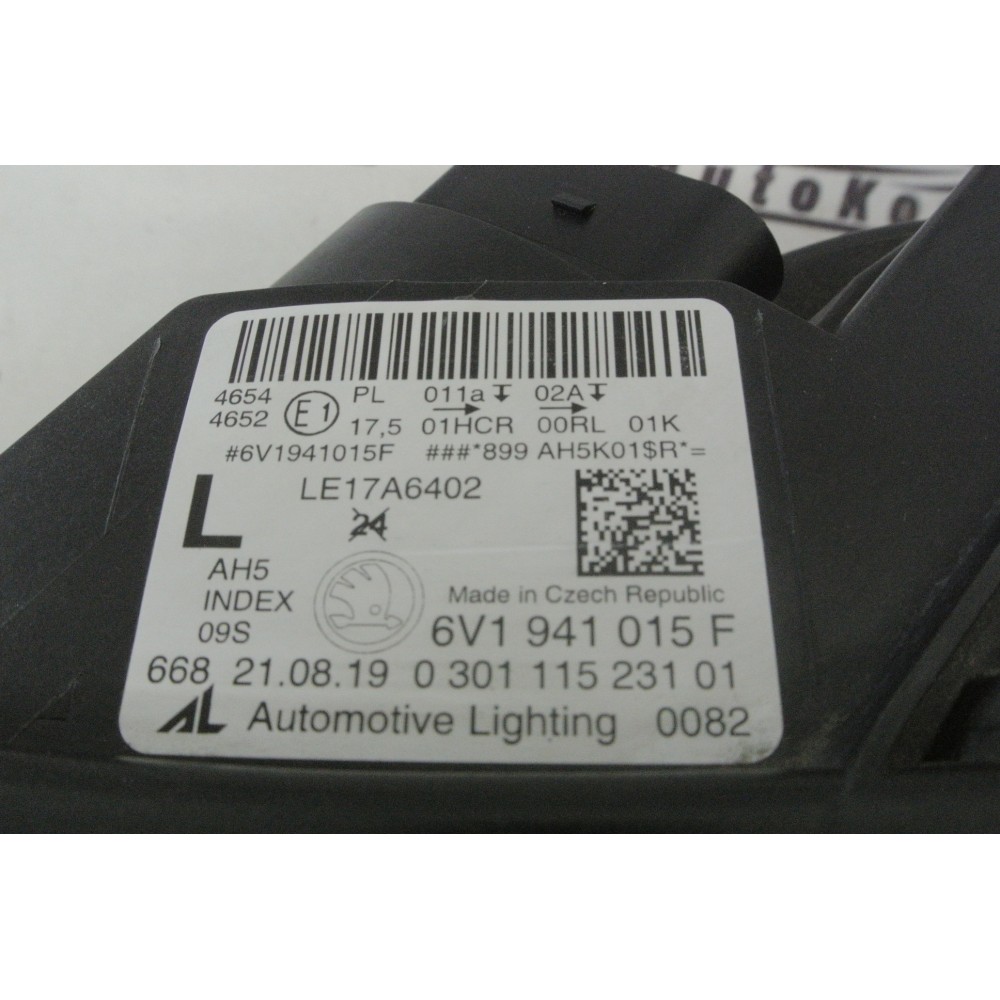 utoKo
4654 PL 011a 02A
4652 E1 17,5 01HCR 00RL 01K
#6V1941015F ###*899 AH5K01$R*=
L LE17A6402
24
AH5
INDEX Made in Czech Republic
09S 6V1 941 015 F
668 21.08.19 0 301 115 231 01
AL Automotive Lighting 0082